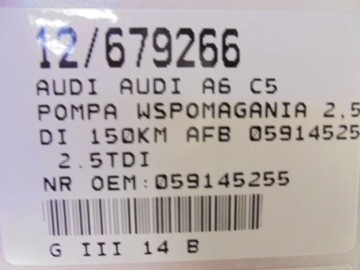 12/679266
AUDI AUDI A6 C5
POMPA WSPOMAGANIA 2,5
DI 150KM AFB 05914525
2.5TDI
NR OEM:059145255
G III 14 B